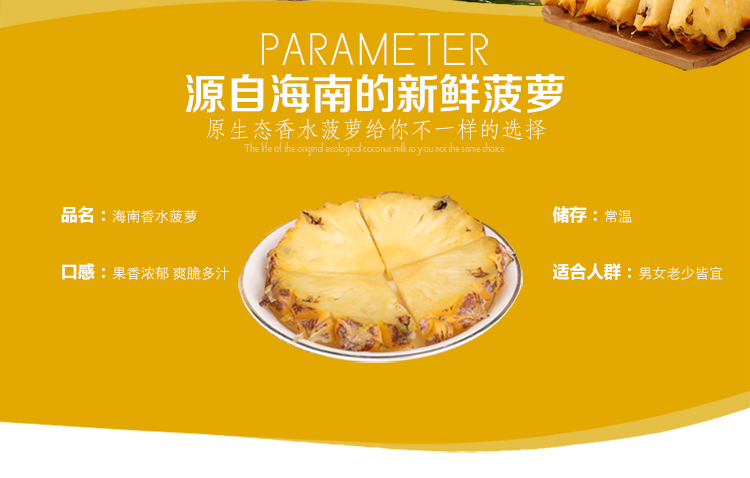 PARAMETER
源自海南的新鲜菠萝
原生态香水菠萝给你不一样的选择
The life of the original ecological coconut milk to you not the same choice
品名：海南香水菠萝
储存：常温
口感：果香浓郁 爽脆多汁
适合人群：男女老少皆宜